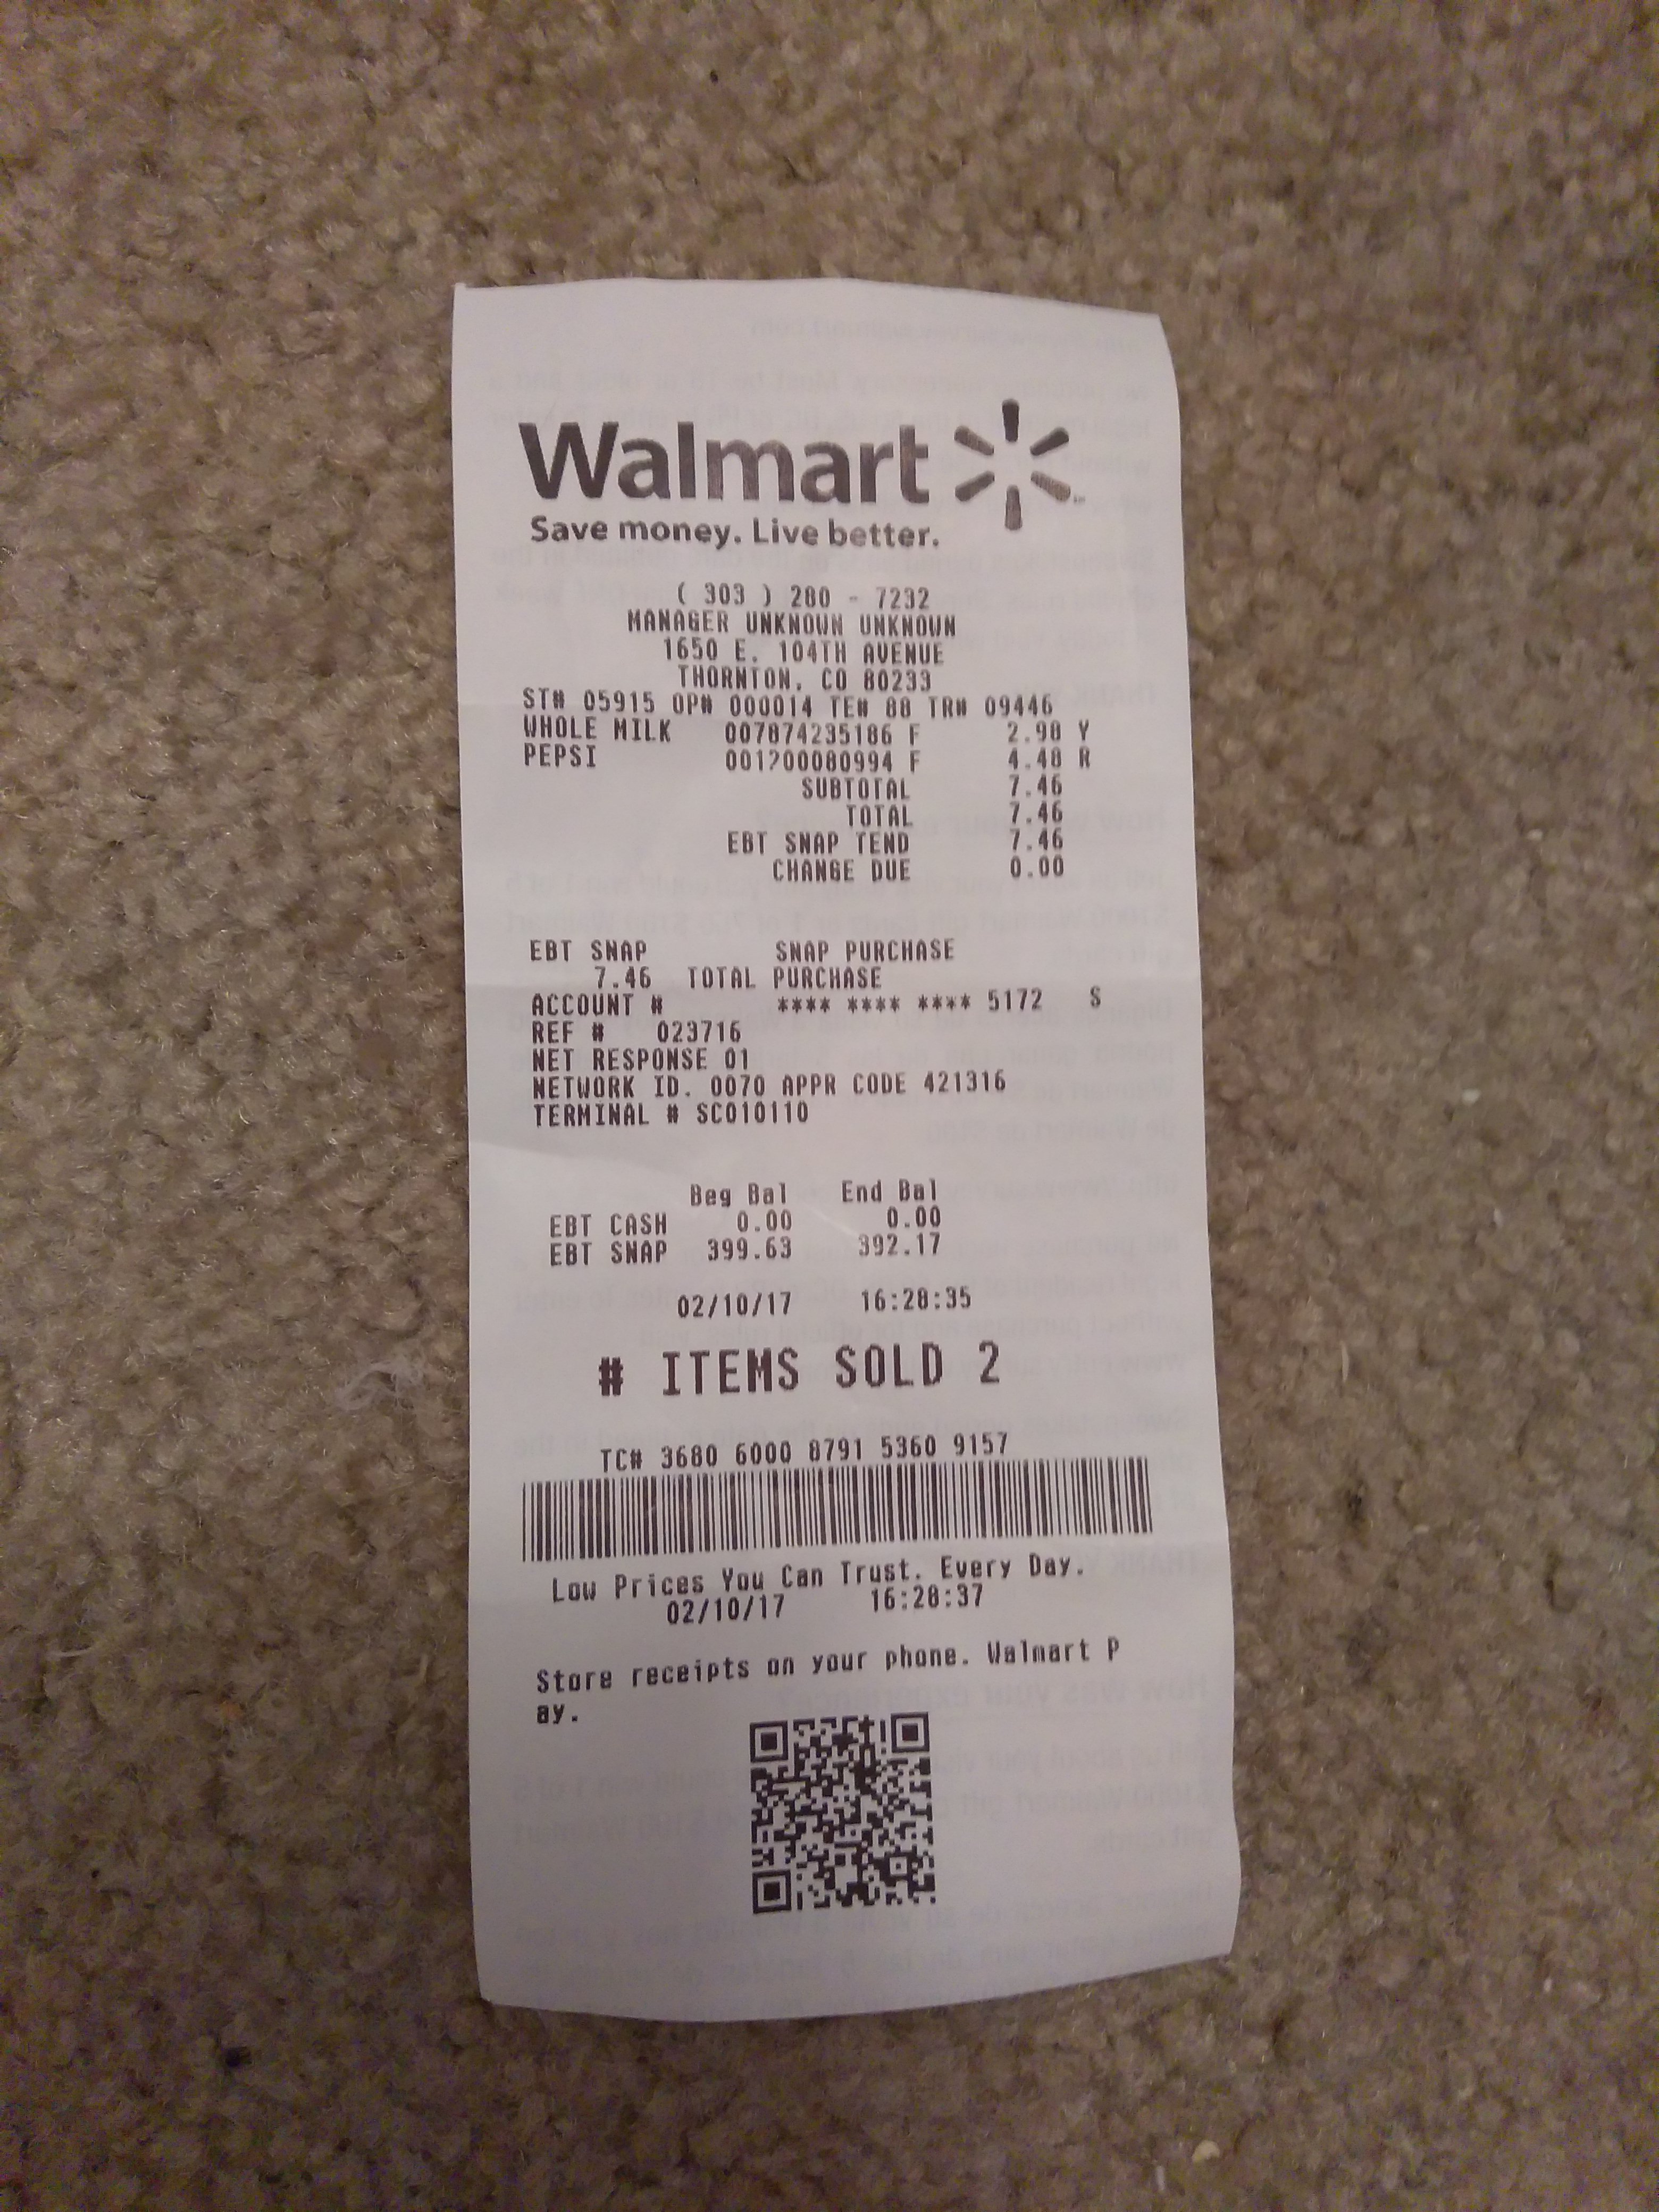 Walmart
Save money. Live better.
( 303 ) 280 - 7232
MANAGER UNKNOWN UNKNOWN
1650 E. 104TH AVENUE
THORNTON, CO 80233
ST# 05915 OP# 000014 TE# 88 TR# 09446
WHOLE MILK 007874235186 F 2.98 Y
PEPSI 001200080994 F 4.48 R
SUBTOTAL 7.46
TOTAL 7.46
EBT SNAP TEND 7.46
CHANGE DUE 0.00
EBT SNAP SNAP PURCHASE
7.46 TOTAL PURCHASE
ACCOUNT # **** **** **** 5172 S
REF # 023716
NET RESPONSE 01
NETWORK ID. 0070 APPR CODE 421316
TERMINAL # SC010110
Beg Bal End Bal
EBT CASH 0.00 0.00
EBT SNAP 399.63 392.17
02/10/17 16:28:35
# ITEMS SOLD 2
TC# 3680 6000 8791 5360 9157
Low Prices You Can Trust. Every Day.
02/10/17 16:28:37
Store receipts on your phone. Walmart P
ay.